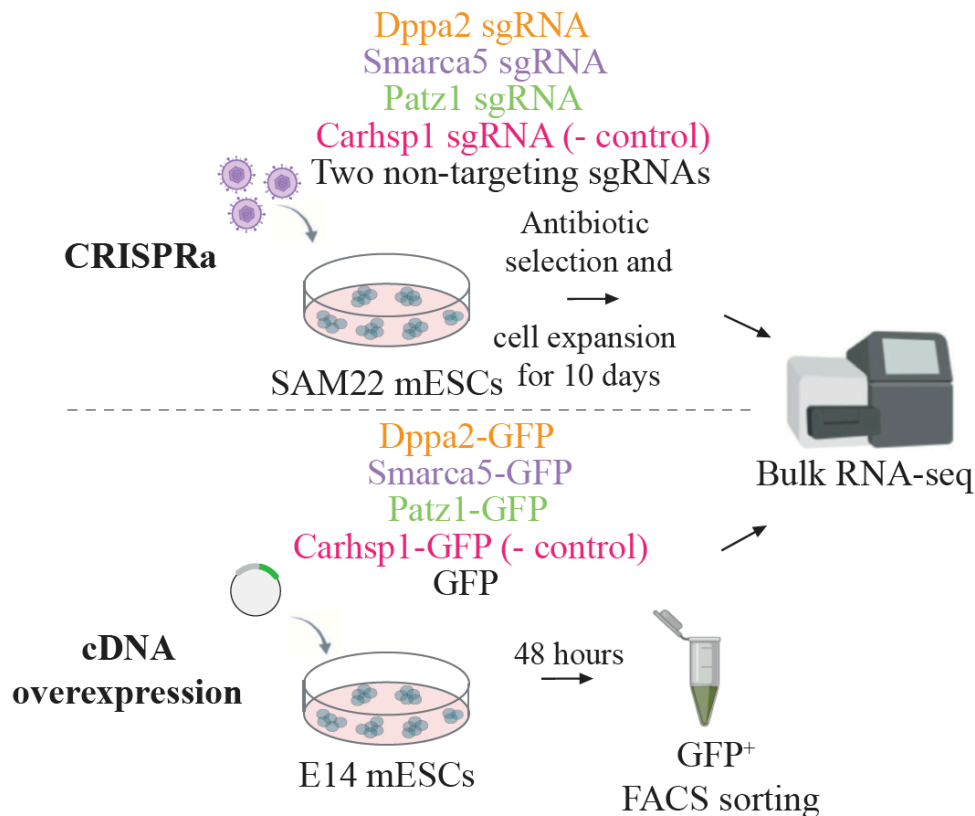 Dppa2 sgRNA
Smarca5 sgRNA
Patz1 sgRNA
Carhsp1 sgRNA (- control)
Two non-targeting sgRNAs
CRISPRa
Antibiotic
selection and
cell expansion
for 10 days
SAM22 mESCs
Bulk RNA-seq
Dppa2-GFP
Smarca5-GFP
Patz1-GFP
Carhsp1-GFP (- control)
GFP
cDNA
overexpression
48 hours
E14 mESCs
GFP⁺
FACS sorting